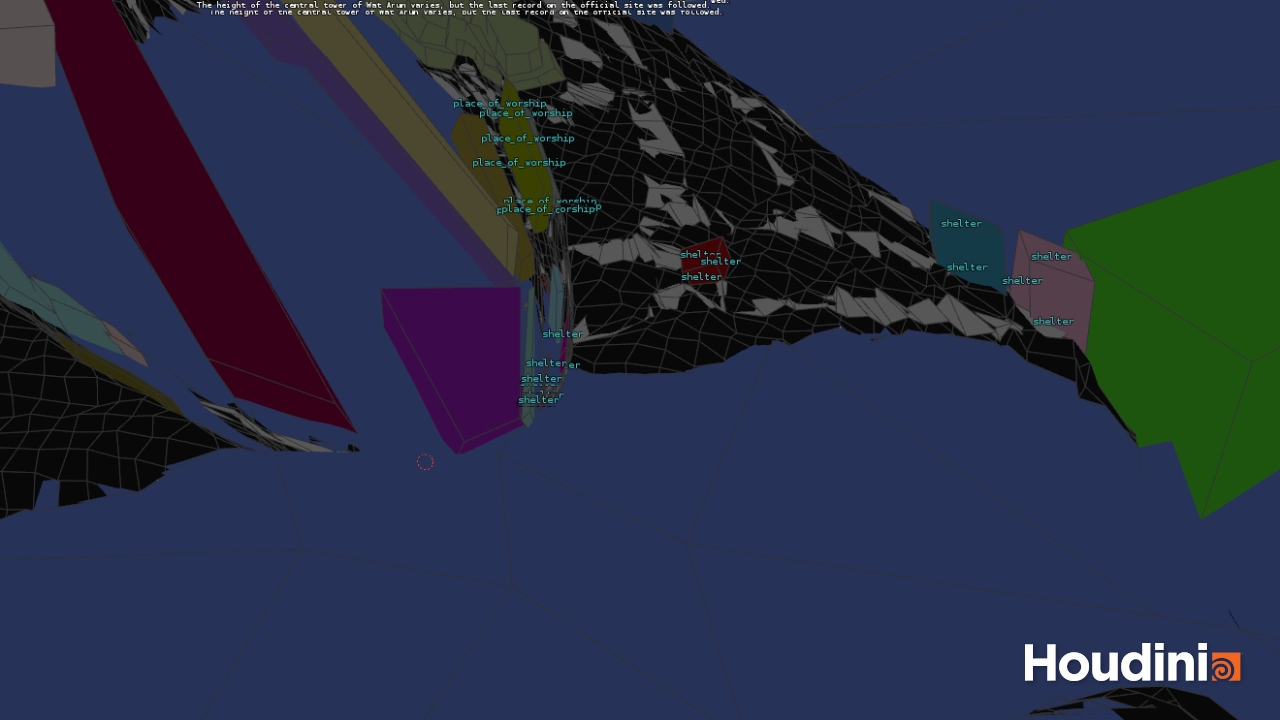 The height of the central tower of Wat Arun varies, but the last record on the official site was followed.
The height of the central tower of Wat Arun varies, but the last record on the official site was followed.
place_of_worship
place_of_worship
place_of_worship
place_of_worship
place_of_worship
place_of_worship
shelter
shelter
shelter
shelter
shelter
shelter
shelter
shelter
shelter
shelter
shelter
shelter
shelter
Houdini